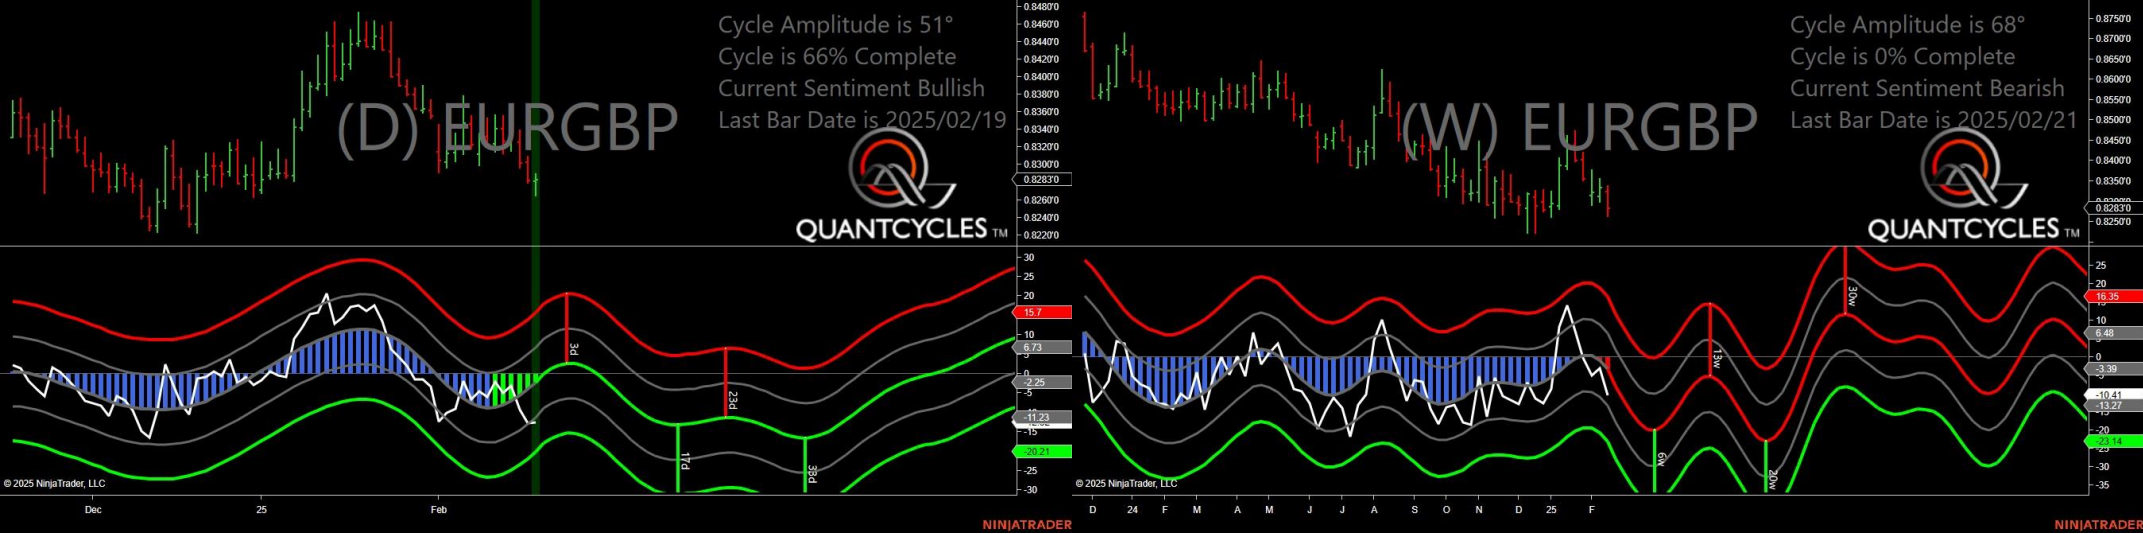 Cycle Amplitude is 51°
Cycle is 66% Complete
Current Sentiment Bullish
Last Bar Date is 2025/02/19
(D) EURGBP
QUANTCYCLES TM
0.8480'0
0.8460'0
0.8440'0
0.8420'0
0.8400'0
0.8380'0
0.8360'0
0.8340'0
0.8320'0
0.8300'0
0.8283'0
0.8260'0
0.8240'0
0.8220'0
30
25
20
15.7
10
6.73
0
-2.25
-11.23
-15
-20.21
-25
-30
3d
17d
23d
38d
© 2025 NinjaTrader, LLC
Dec
25
Feb
NINJATRADER
Cycle Amplitude is 68°
Cycle is 0% Complete
Current Sentiment Bearish
Last Bar Date is 2025/02/21
(W) EURGBP
QUANTCYCLES TM
0.8750'0
0.8700'0
0.8650'0
0.8600'0
0.8550'0
0.8500'0
0.8450'0
0.8400'0
0.8350'0
0.8283'0
0.8250'0
25
20
16.35
10
6.48
0
-3.39
-10.41
-13.27
-20
-23.14
-30
-35
6w
13w
20w
30w
© 2025 NinjaTrader, LLC
D 24 F M A M J J A S O N D 25 F
NINJATRADER